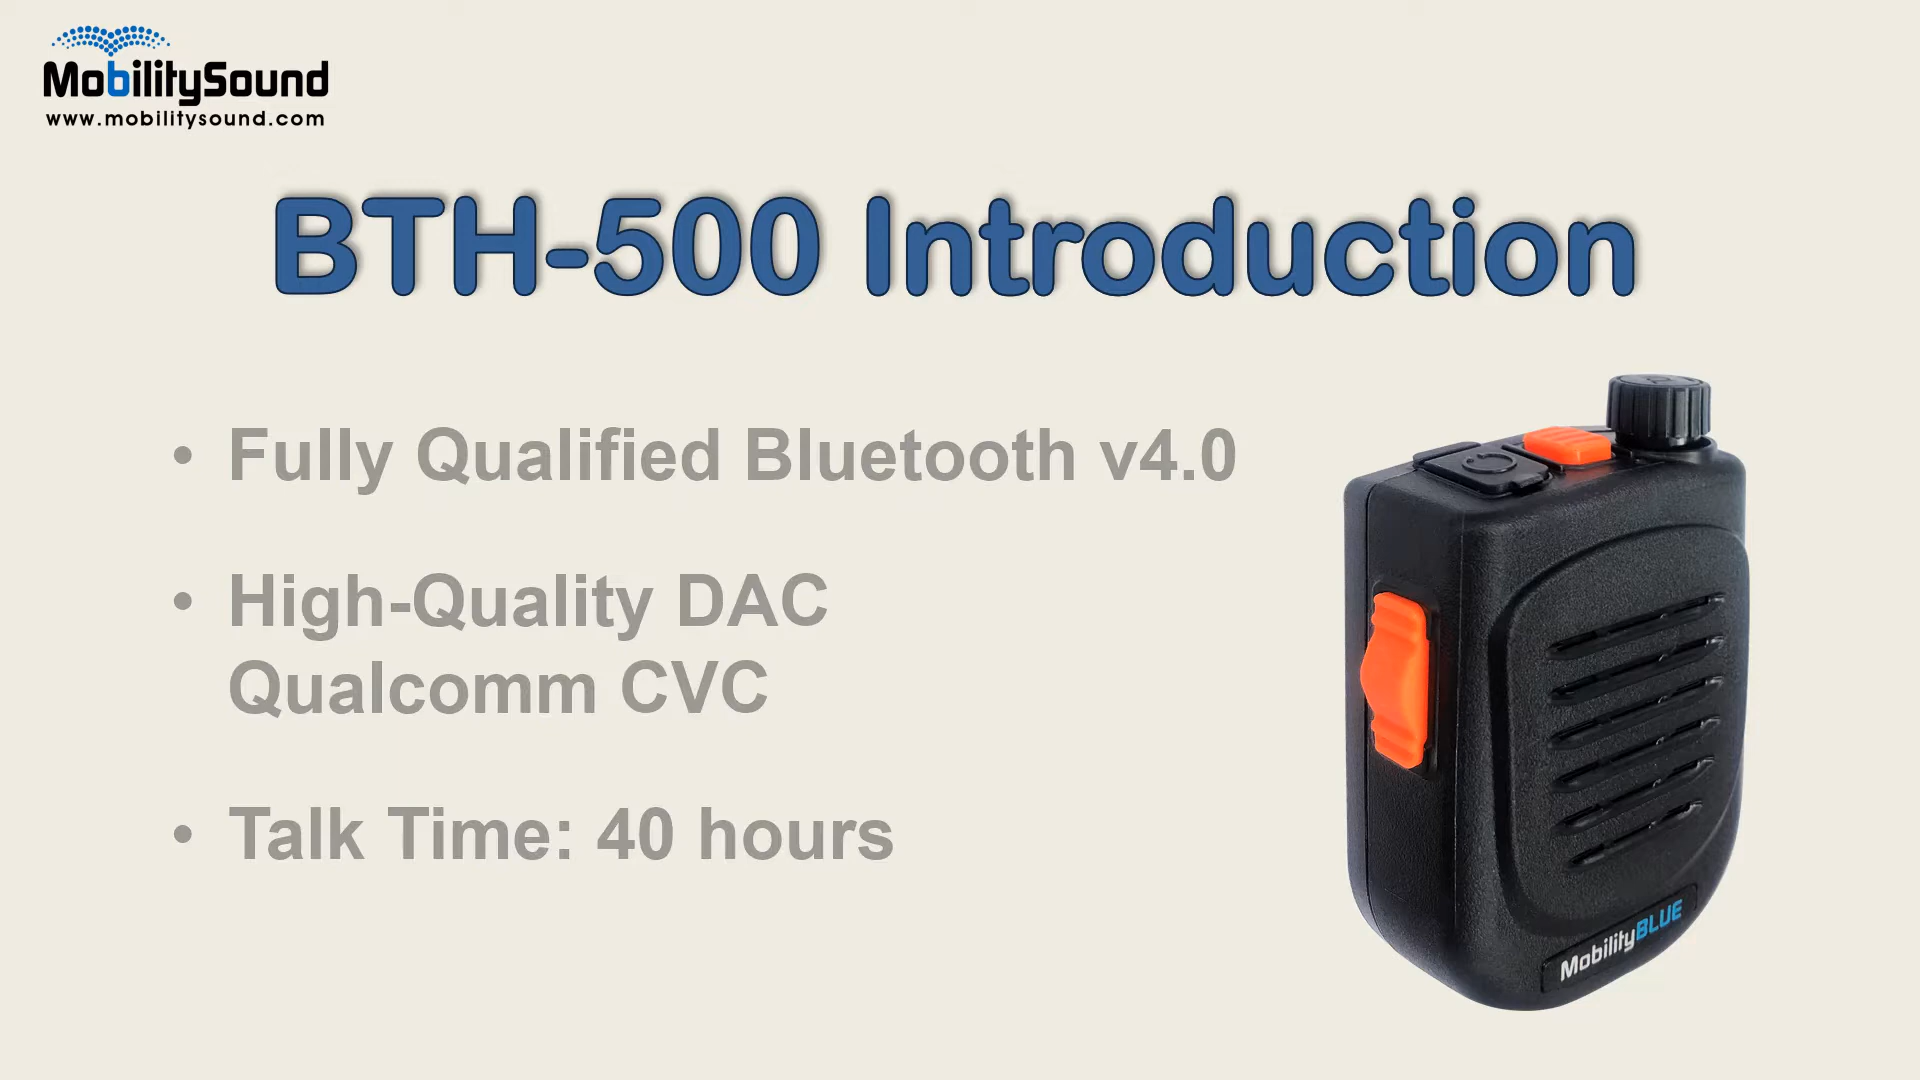 MobilitySound
www.mobilitysound.com
BTH-500 Introduction
• Fully Qualified Bluetooth v4.0
• High-Quality DAC
Qualcomm CVC
• Talk Time: 40 hours
MobilityBLUE